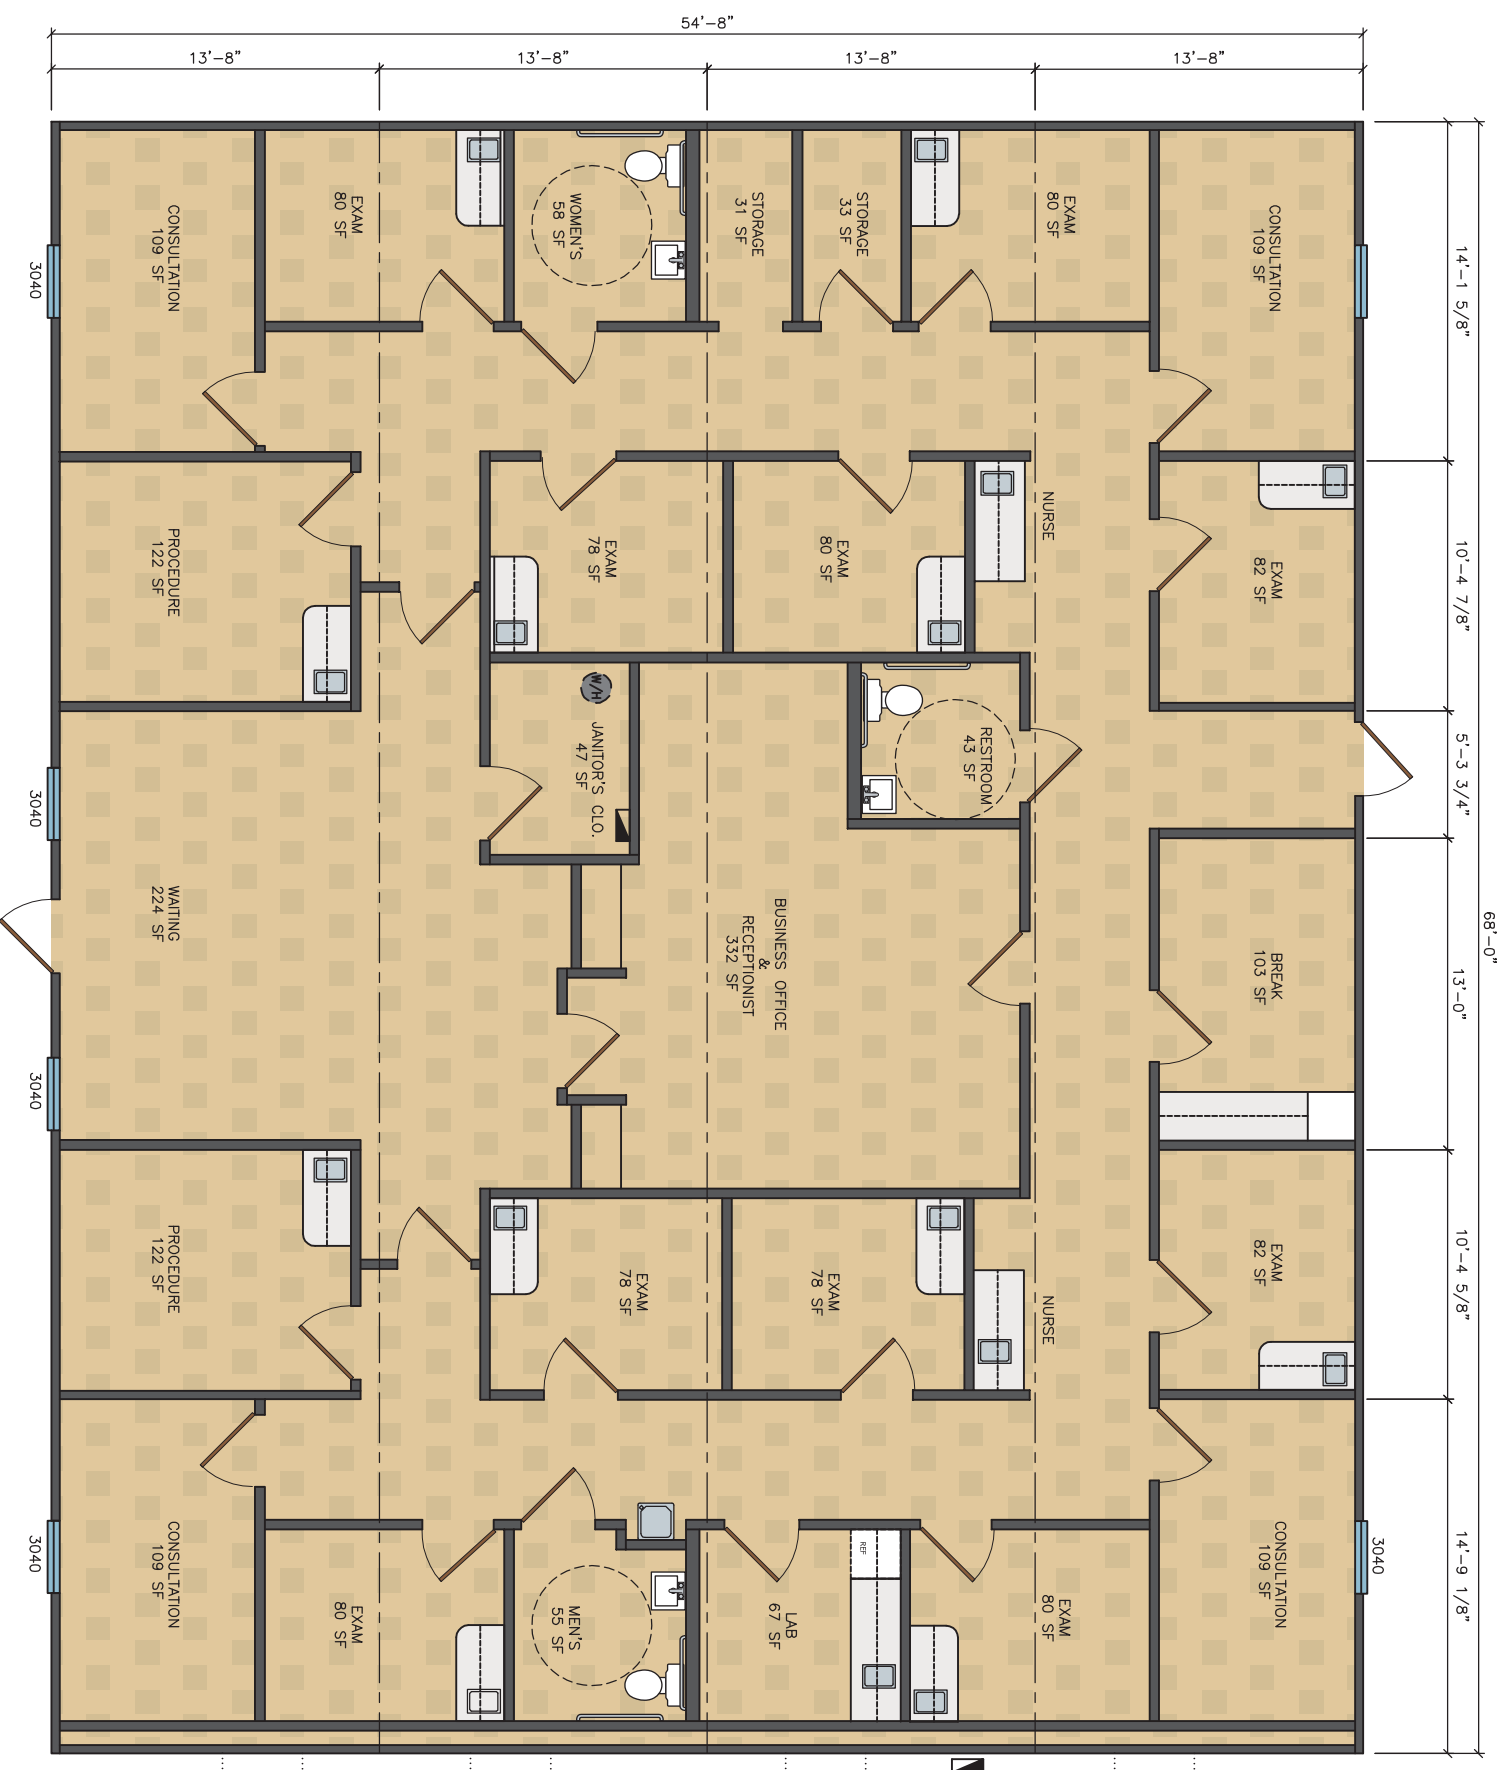 54'-8"
13'-8"
13'-8"
13'-8"
13'-8"
CONSULTATION
109 SF
EXAM
80 SF
WOMEN'S
58 SF
STORAGE
31 SF
STORAGE
33 SF
EXAM
80 SF
CONSULTATION
109 SF
3040
14'-1 5/8"
PROCEDURE
122 SF
EXAM
78 SF
EXAM
80 SF
NURSE
EXAM
82 SF
10'-4 7/8"
W/H
JANITOR'S CLO.
47 SF
RESTROOM
43 SF
5'-3 3/4"
3040
WAITING
224 SF
BUSINESS OFFICE
&
RECEPTIONIST
332 SF
BREAK
103 SF
13'-0"
68'-0"
3040
PROCEDURE
122 SF
EXAM
78 SF
EXAM
78 SF
NURSE
EXAM
82 SF
10'-4 5/8"
3040
CONSULTATION
109 SF
EXAM
80 SF
MEN'S
55 SF
LAB
67 SF
REF
EXAM
80 SF
CONSULTATION
109 SF
3040
14'-9 1/8"